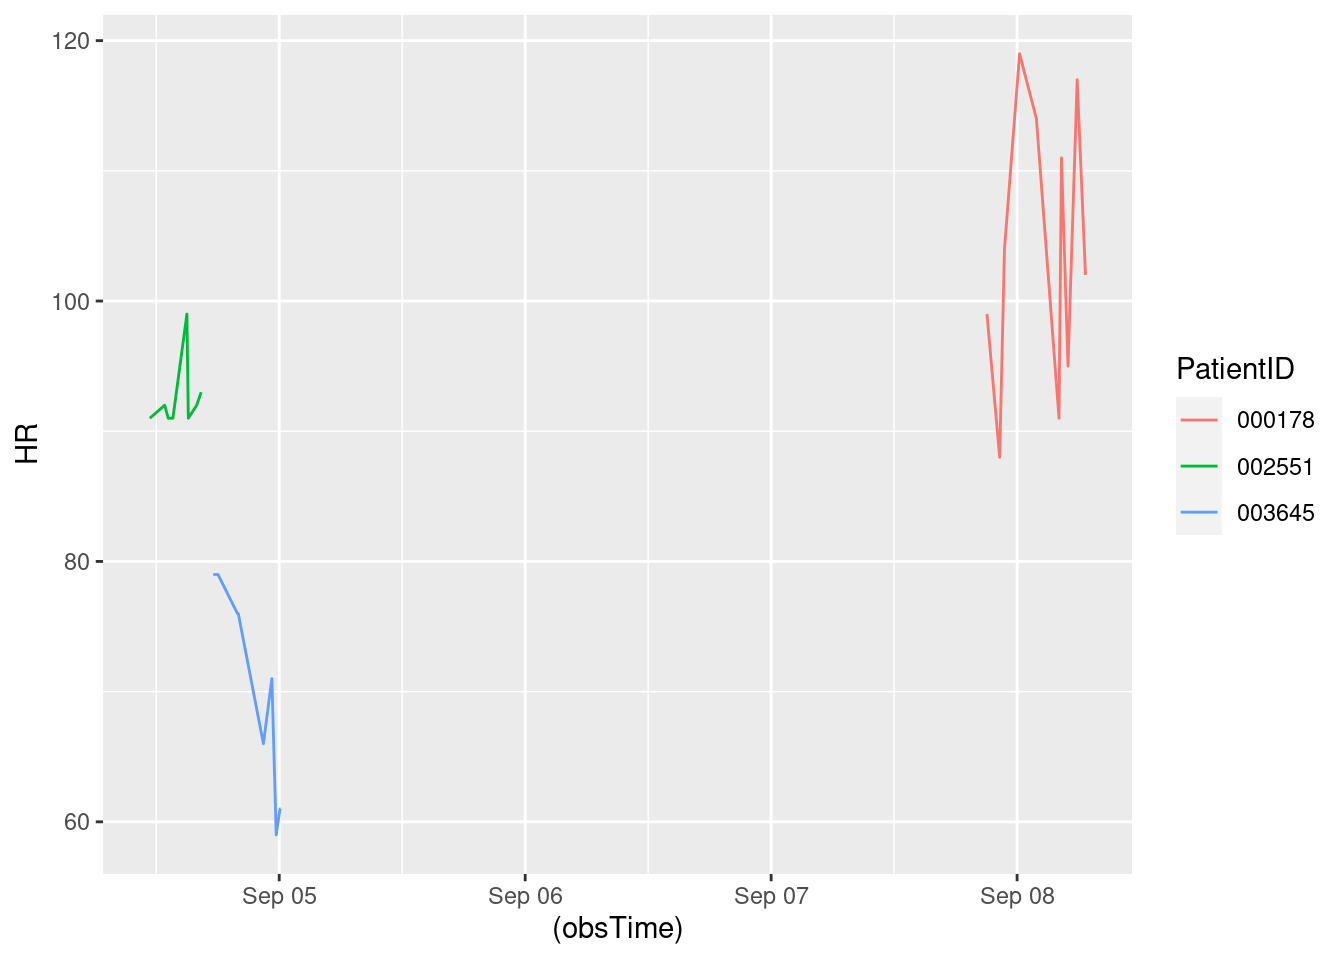 120
100
80
60
HR
Sep 05
Sep 06
Sep 07
Sep 08
(obsTime)
PatientID
000178
002551
003645